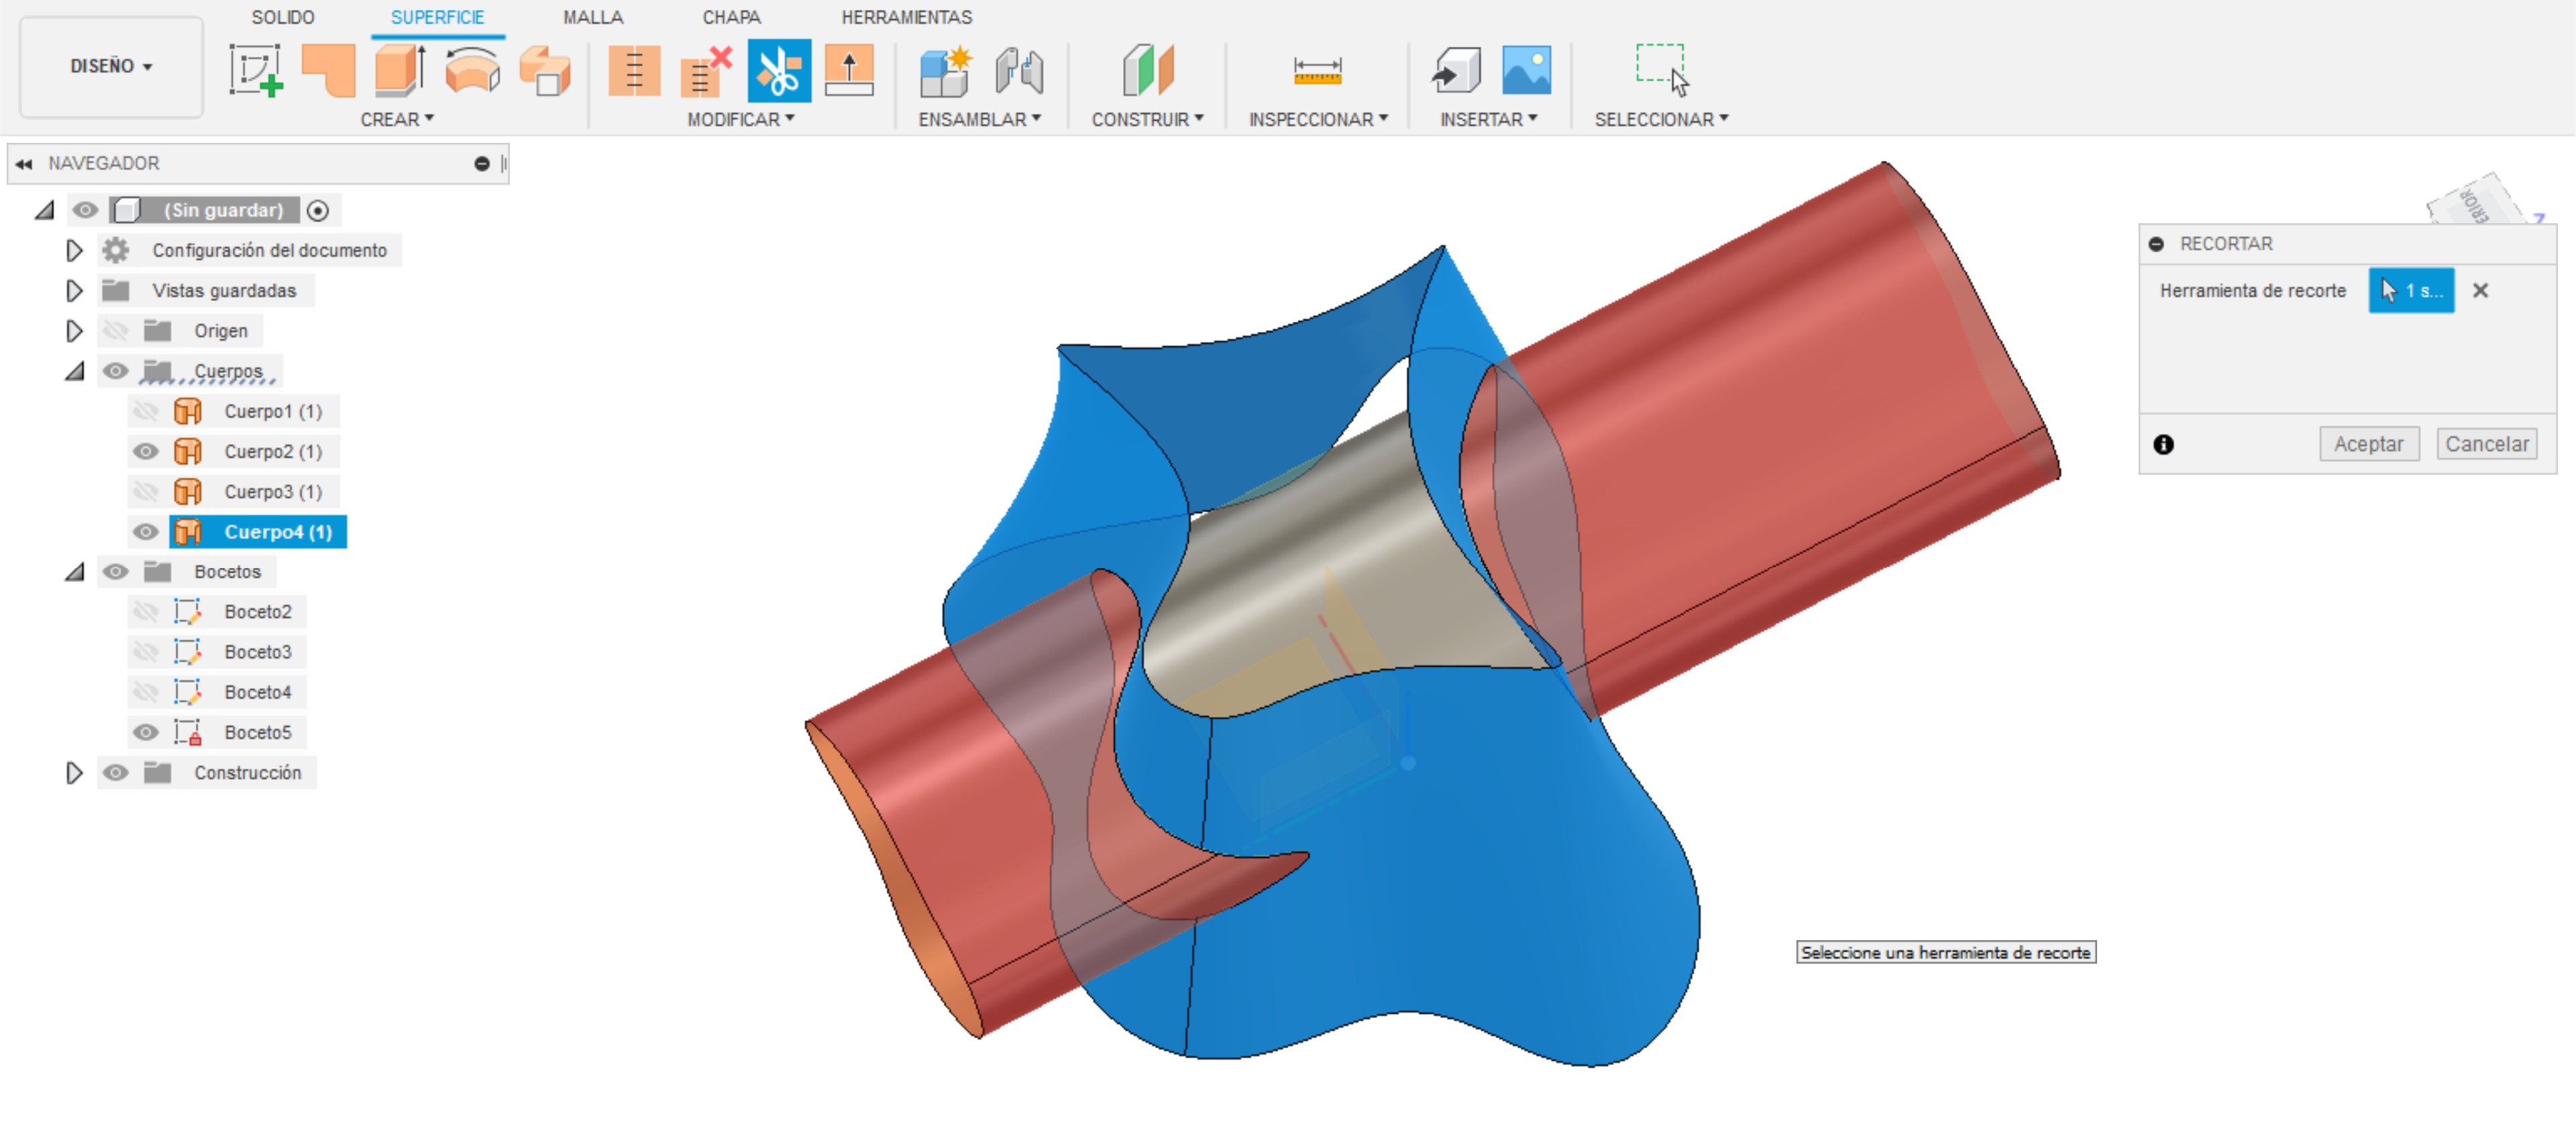 SOLIDO SUPERFICIE MALLA CHAPA HERRAMIENTAS
DISEÑO
CREAR MODIFICAR ENSAMBLAR CONSTRUIR INSPECCIONAR INSERTAR SELECCIONAR
NAVEGADOR
(Sin guardar)
Configuración del documento
Vistas guardadas
Origen
Cuerpos
Cuerpo1 (1)
Cuerpo2 (1)
Cuerpo3 (1)
Cuerpo4 (1)
Bocetos
Boceto2
Boceto3
Boceto4
Boceto5
Construcción
ERIOR
Z
RECORTAR
Herramienta de recorte 1 s...
Aceptar Cancelar
Seleccione una herramienta de recorte